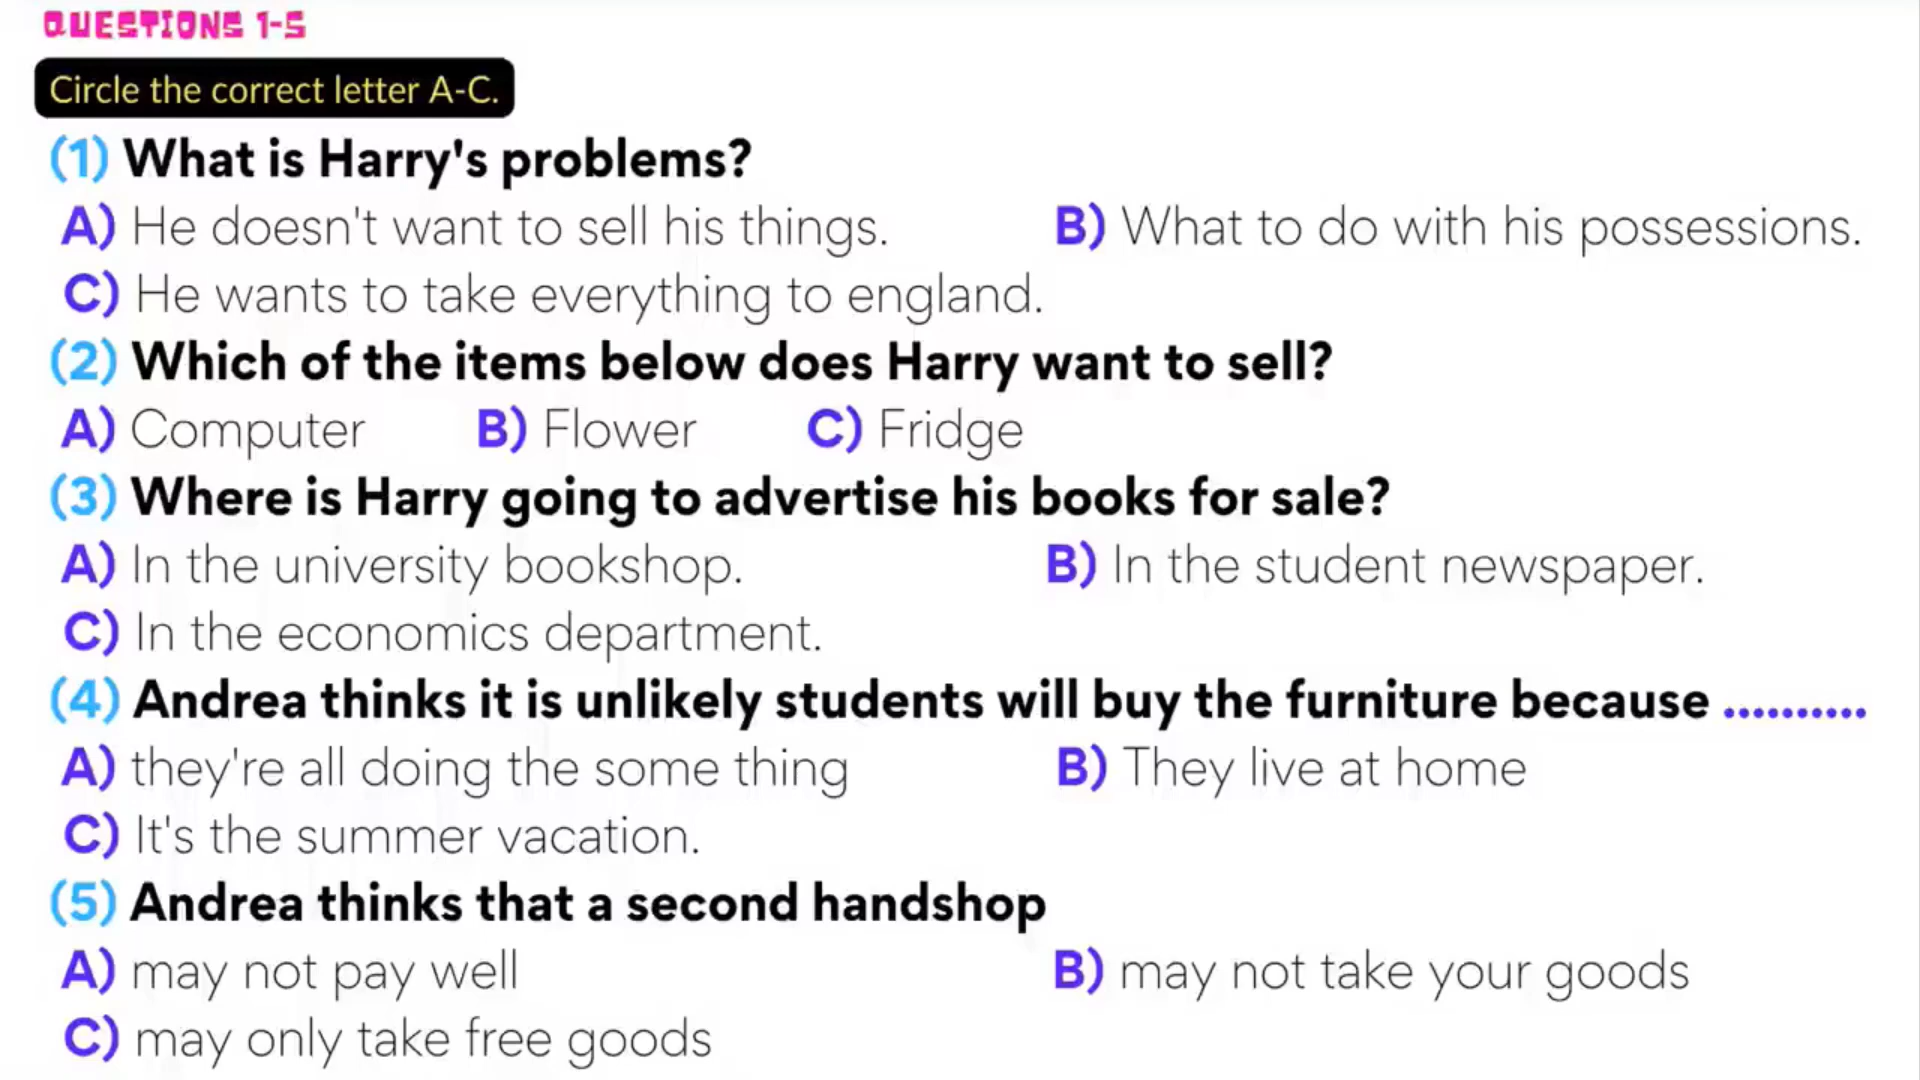 QUESTIONS 1-5
Circle the correct letter A-C.
(1) What is Harry's problems?
A) He doesn't want to sell his things. B) What to do with his possessions.
C) He wants to take everything to england.
(2) Which of the items below does Harry want to sell?
A) Computer B) Flower C) Fridge
(3) Where is Harry going to advertise his books for sale?
A) In the university bookshop. B) In the student newspaper.
C) In the economics department.
(4) Andrea thinks it is unlikely students will buy the furniture because ..........
A) they're all doing the some thing B) They live at home
C) It's the summer vacation.
(5) Andrea thinks that a second handshop
A) may not pay well B) may not take your goods
C) may only take free goods